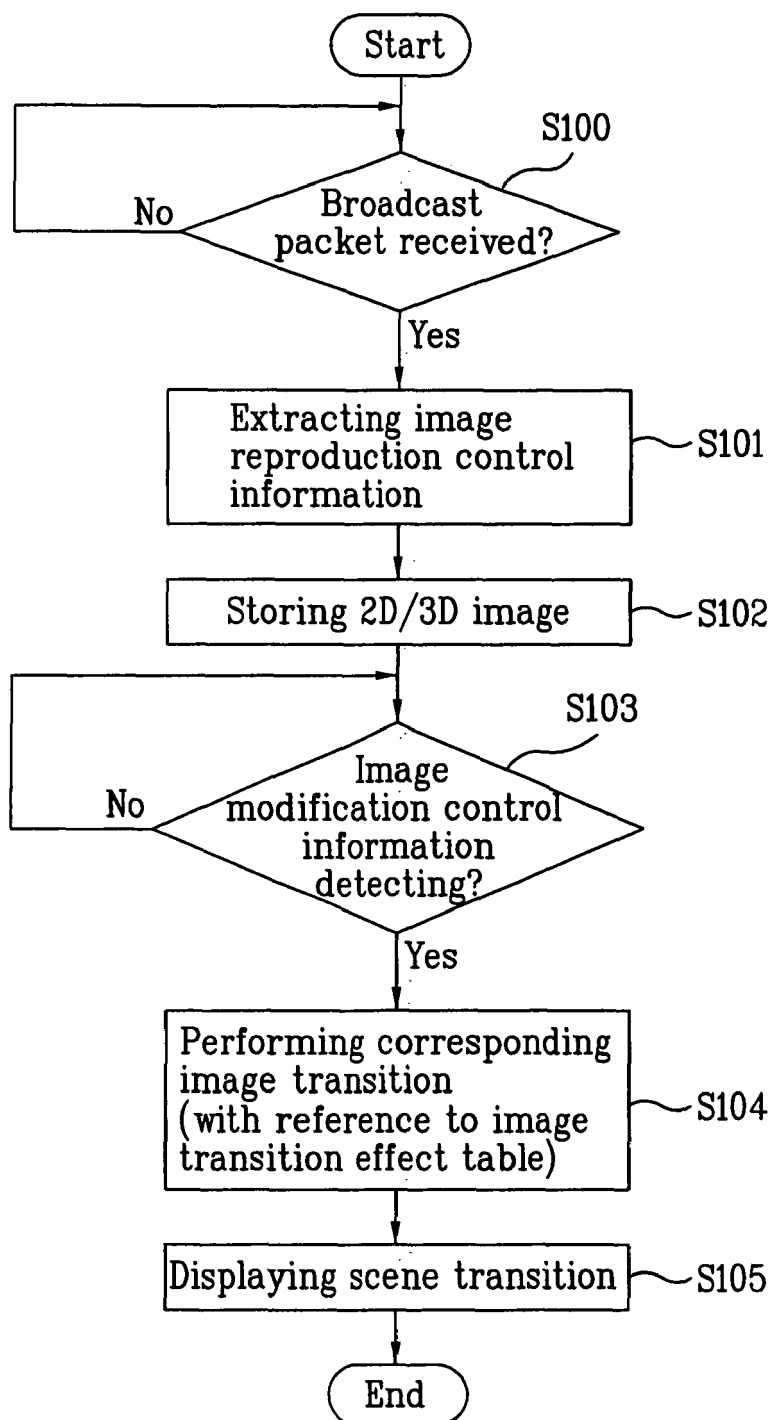 Start
S100
Broadcast
packet received?
No
Yes
Extracting image
reproduction control
information
S101
Storing 2D/3D image
S102
S103
Image
modification control
information
detecting?
No
Yes
Performing corresponding
image transition
(with reference to image
transition effect table)
S104
Displaying scene transition
S105
End